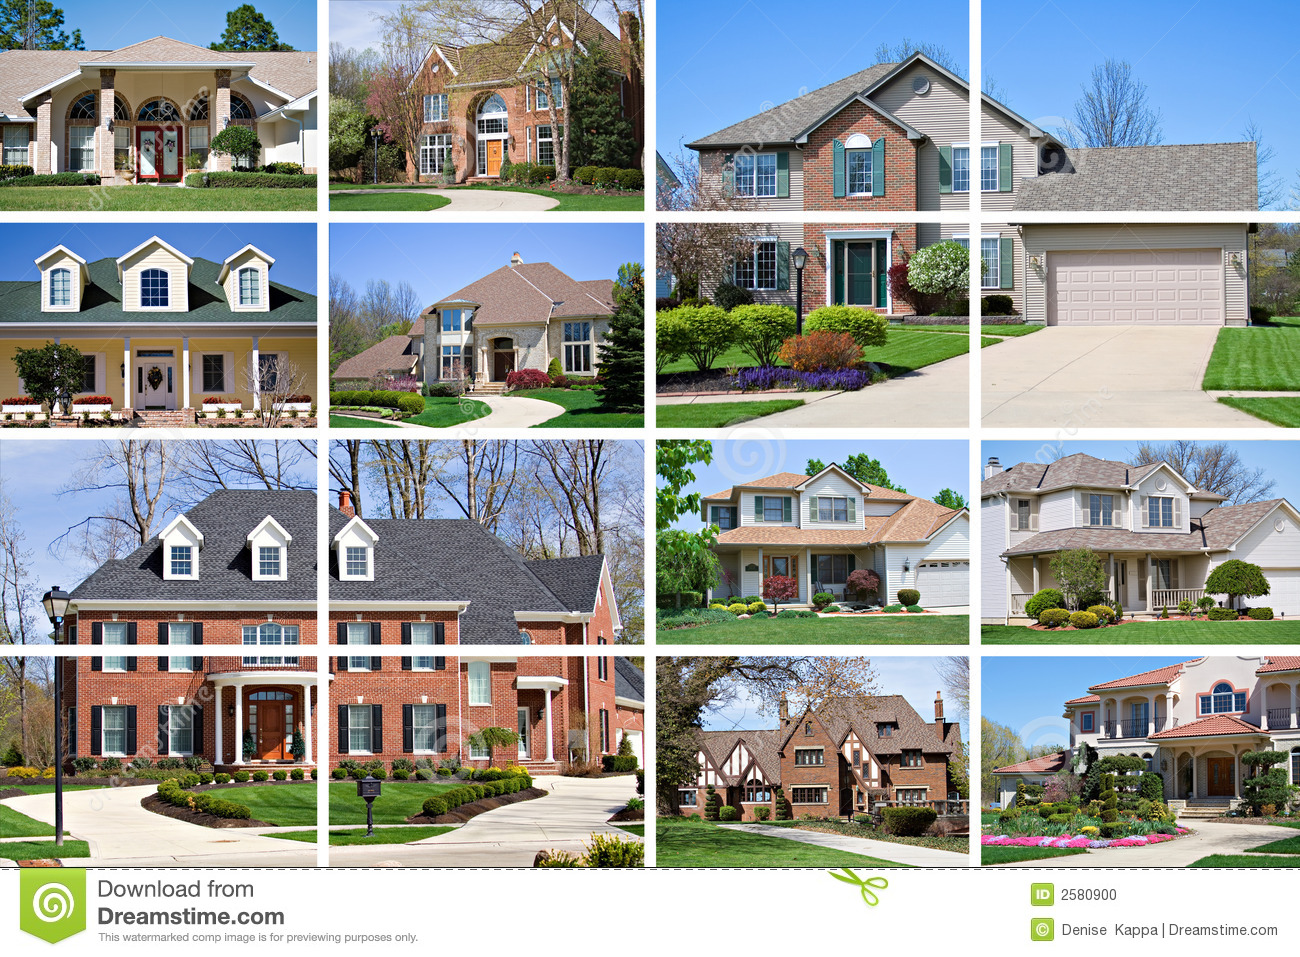 Download from
Dreamstime.com
This watermarked comp image is for previewing purposes only.
ID 2580900
© Denise Kappa | Dreamstime.com